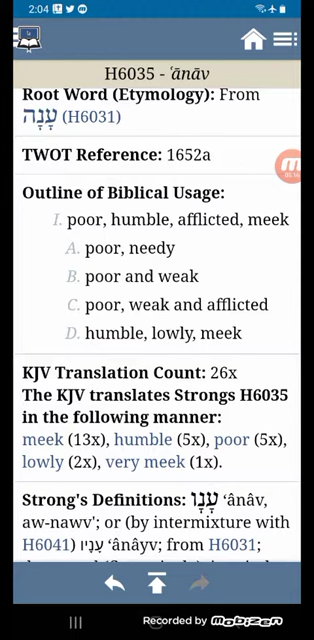 2:04
H6035 - ʿānāv
Root Word (Etymology): From
עָנָה (H6031)
TWOT Reference: 1652a
Outline of Biblical Usage:
I. poor, humble, afflicted, meek
A. poor, needy
B. poor and weak
C. poor, weak and afflicted
D. humble, lowly, meek
KJV Translation Count: 26x
The KJV translates Strongs H6035
in the following manner:
meek (13x), humble (5x), poor (5x),
lowly (2x), very meek (1x).
Strong's Definitions: עָנָו ʻânâv,
aw-nawv'; or (by intermixture with
H6041) עָנָיו ʻânâyv; from H6031;
Recorded by mobizen